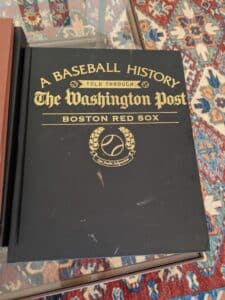 A BASEBALL HISTORY
TOLD THROUGH
The Washington Post
BOSTON RED SOX